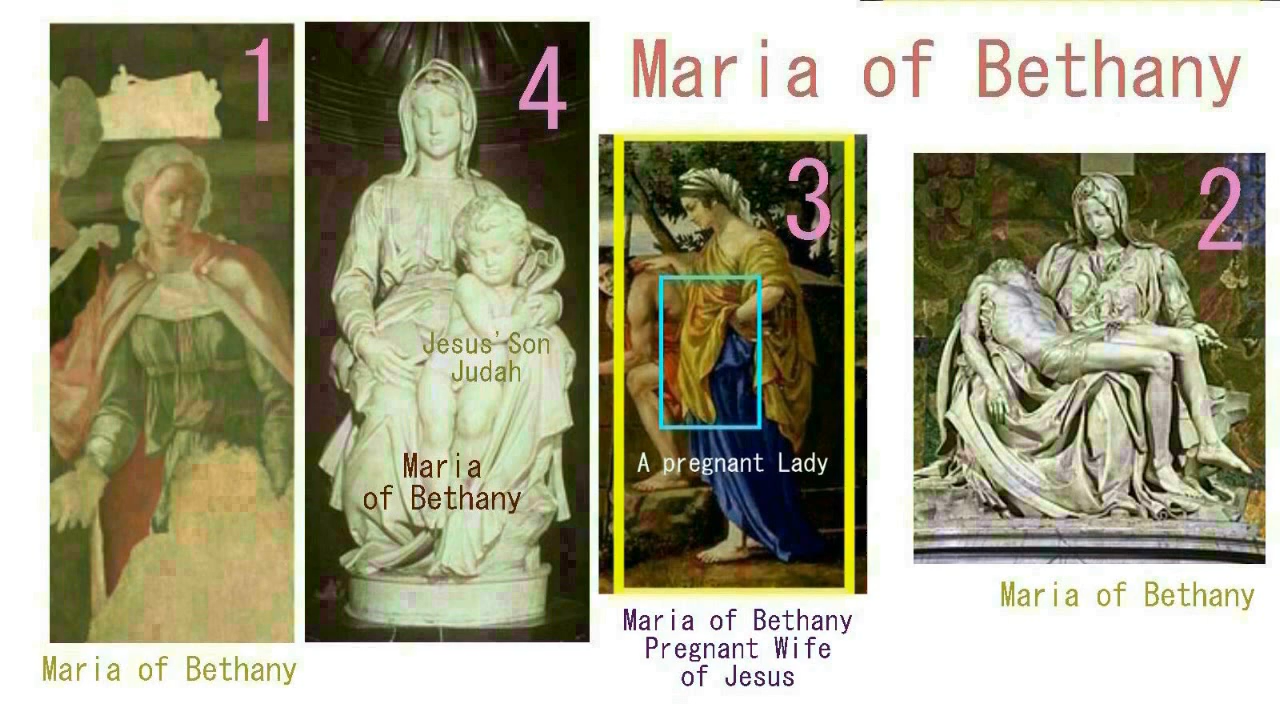 Maria of Bethany
1
Maria of Bethany
4
Jesus' Son
Judah
Maria
of Bethany
3
A pregnant Lady
Maria of Bethany
Pregnant Wife
of Jesus
2
Maria of Bethany